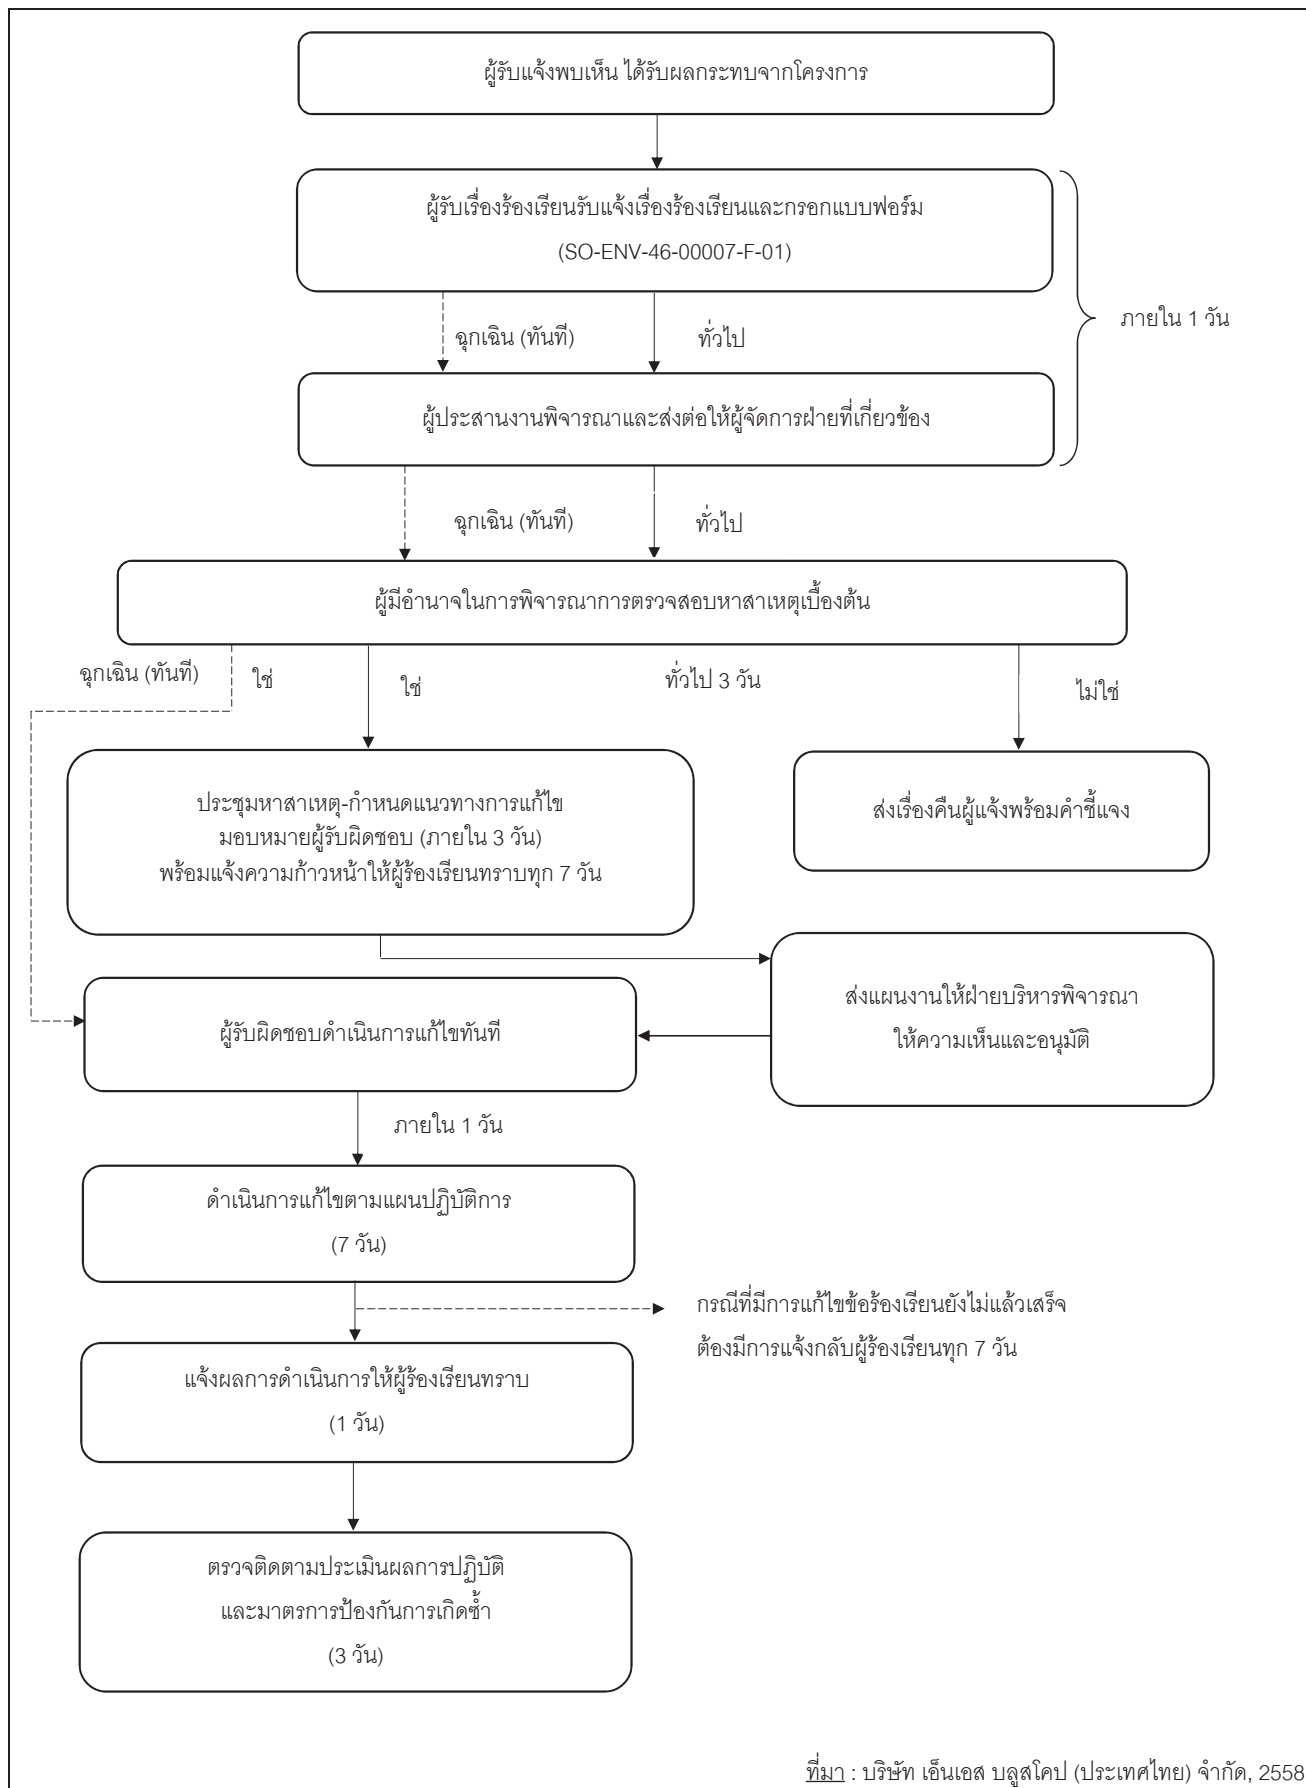 ผู้รับแจ้งพบเห็น ได้รับผลกระทบจากโครงการ
ผู้รับเรื่องร้องเรียนรับแจ้งเรื่องร้องเรียนและกรอกแบบฟอร์ม
(SO-ENV-46-00007-F-01)
ภายใน 1 วัน
ฉุกเฉิน (ทันที)
ทั่วไป
ผู้ประสานงานพิจารณาและส่งต่อให้ผู้จัดการฝ่ายที่เกี่ยวข้อง
ฉุกเฉิน (ทันที)
ทั่วไป
ผู้มีอำนาจในการพิจารณาการตรวจสอบหาสาเหตุเบื้องต้น
ฉุกเฉิน (ทันที)
ใช่
ใช่
ทั่วไป 3 วัน
ไม่ใช่
ประชุมหาสาเหตุ-กำหนดแนวทางการแก้ไข
มอบหมายผู้รับผิดชอบ (ภายใน 3 วัน)
พร้อมแจ้งความก้าวหน้าให้ผู้ร้องเรียนทราบทุก 7 วัน
ส่งเรื่องคืนผู้แจ้งพร้อมคำชี้แจง
ส่งแผนงานให้ฝ่ายบริหารพิจารณา
ให้ความเห็นและอนุมัติ
ผู้รับผิดชอบดำเนินการแก้ไขทันที
ภายใน 1 วัน
ดำเนินการแก้ไขตามแผนปฏิบัติการ
(7 วัน)
กรณีที่มีการแก้ไขข้อร้องเรียนยังไม่แล้วเสร็จ
ต้องมีการแจ้งกลับผู้ร้องเรียนทุก 7 วัน
แจ้งผลการดำเนินการให้ผู้ร้องเรียนทราบ
(1 วัน)
ตรวจติดตามประเมินผลการปฏิบัติ
และมาตรการป้องกันการเกิดซ้ำ
(3 วัน)
ที่มา : บริษัท เอ็นเอส บลูสโคป (ประเทศไทย) จำกัด, 2558